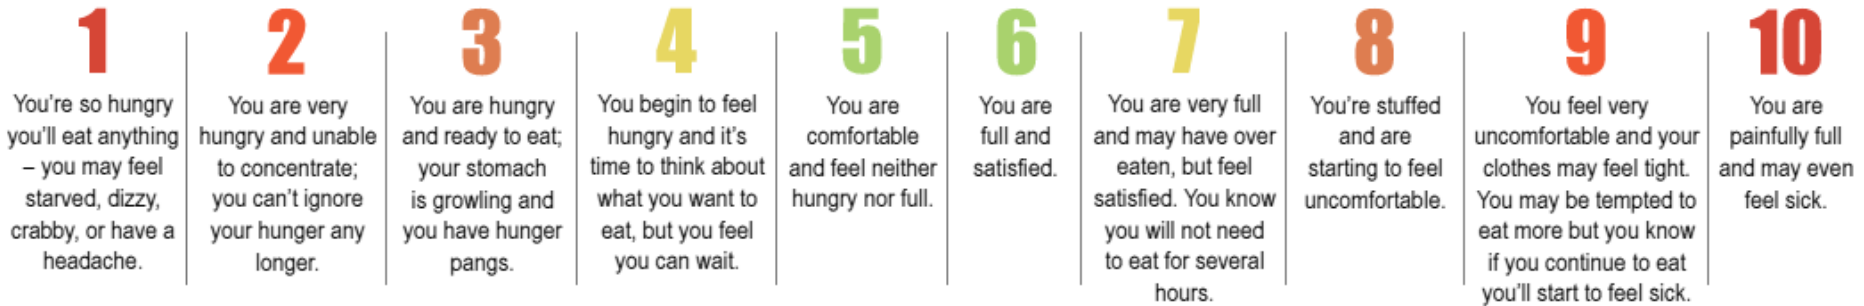 1
You're so hungry
you'll eat anything
– you may feel
starved, dizzy,
crabby, or have a
headache.
2
You are very
hungry and unable
to concentrate;
you can't ignore
your hunger any
longer.
3
You are hungry
and ready to eat;
your stomach
is growling and
you have hunger
pangs.
4
You begin to feel
hungry and it's
time to think about
what you want to
eat, but you feel
you can wait.
5
You are
comfortable
and feel neither
hungry nor full.
6
You are
full and
satisfied.
7
You are very full
and may have over
eaten, but feel
satisfied. You know
you will not need
to eat for several
hours.
8
You're stuffed
and are
starting to feel
uncomfortable.
9
You feel very
uncomfortable and your
clothes may feel tight.
You may be tempted to
eat more but you know
if you continue to eat
you'll start to feel sick.
10
You are
painfully full
and may even
feel sick.